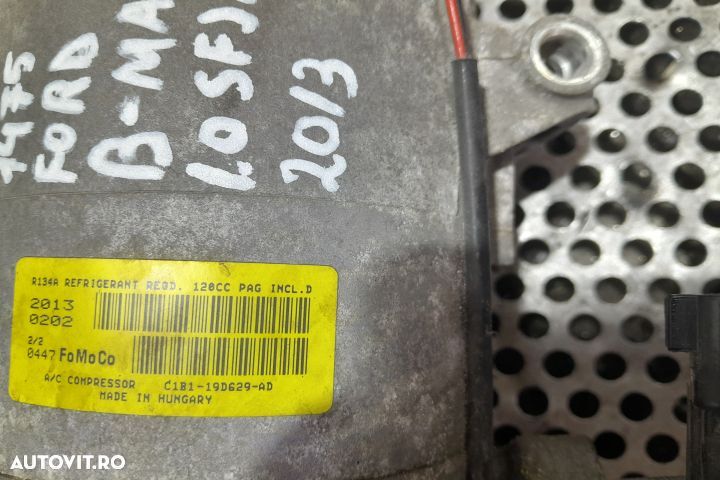 7475
FORD
B-MA
1.0 SFJ
2013
R134A REFRIGERANT REQD. 120CC PAG INCL.D
2013
0202
2/2
0447 FoMoCo
A/C COMPRESSOR C1B1-19D629-AD
MADE IN HUNGARY
AUTOVIT.RO